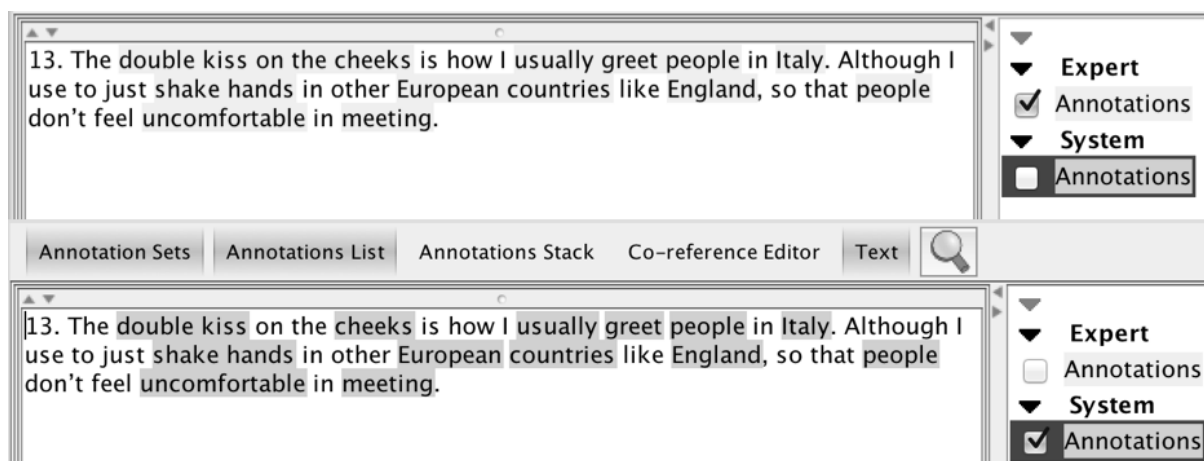 13. The double kiss on the cheeks is how I usually greet people in Italy. Although I
use to just shake hands in other European countries like England, so that people
don’t feel uncomfortable in meeting.
Expert
Annotations
System
Annotations
Annotation Sets
Annotations List
Annotations Stack
Co-reference Editor
Text
13. The double kiss on the cheeks is how I usually greet people in Italy. Although I
use to just shake hands in other European countries like England, so that people
don’t feel uncomfortable in meeting.
Expert
Annotations
System
Annotations